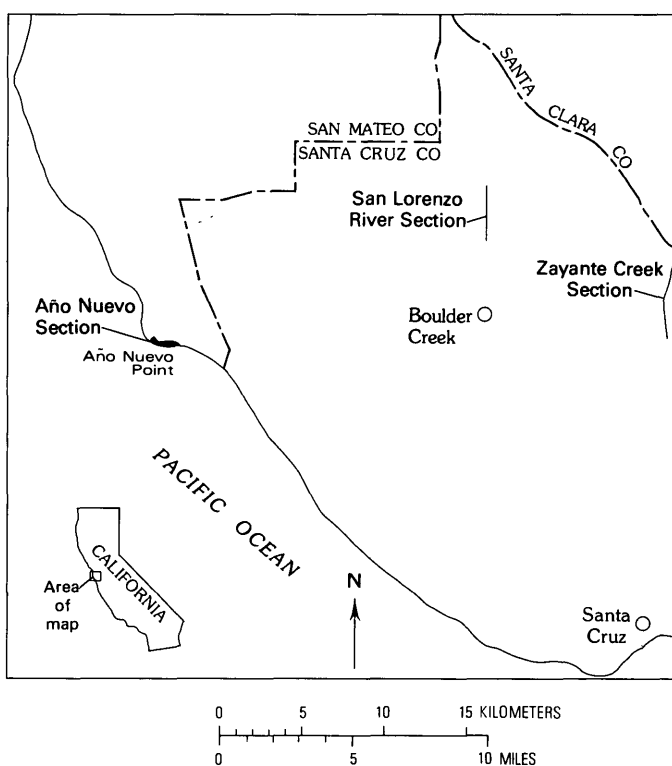 SANTA CLARA CO
SAN MATEO CO
SANTA CRUZ CO
San Lorenzo
River Section
Zayante Creek
Section
Año Nuevo
Section
Boulder
Creek
Año Nuevo
Point
PACIFIC OCEAN
CALIFORNIA
Area
of
map
N
Santa
Cruz
0 5 10 15 KILOMETERS
0 5 10 MILES